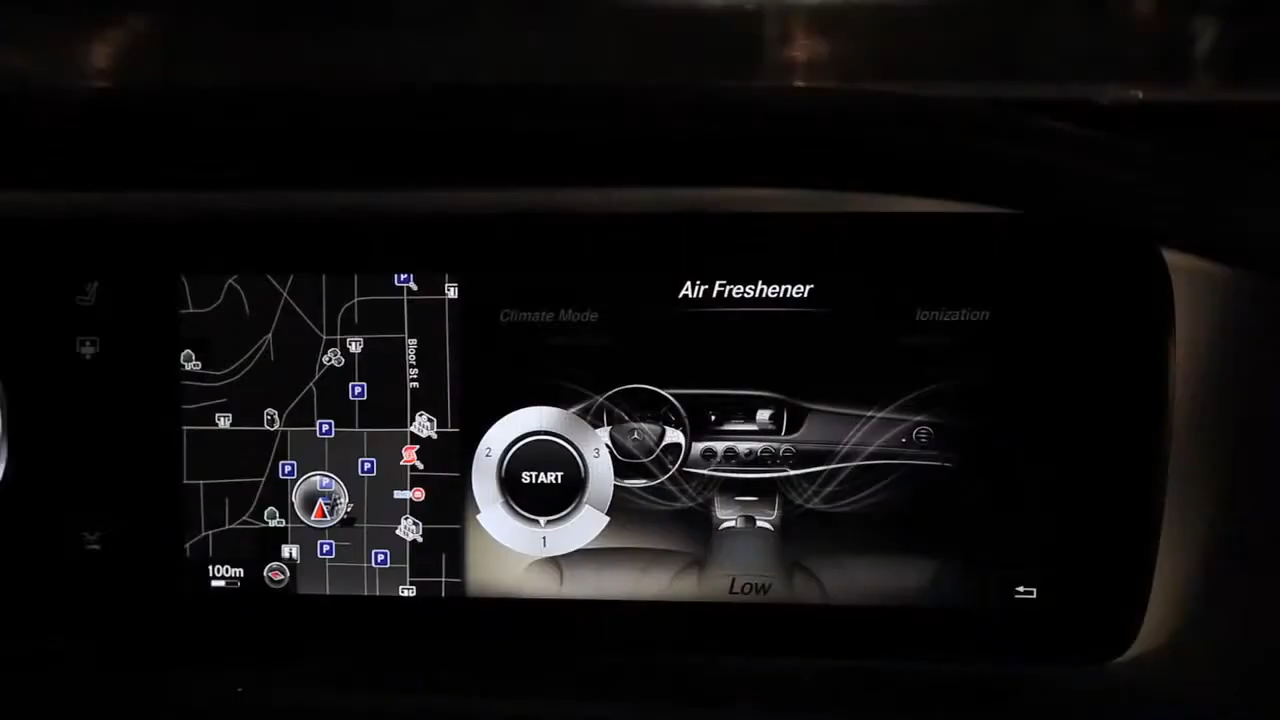 Air Freshener
Climate Mode
Ionization
Bloor St E
P
P
P
P
P
P
P
P
2
3
START
1
100m
Low